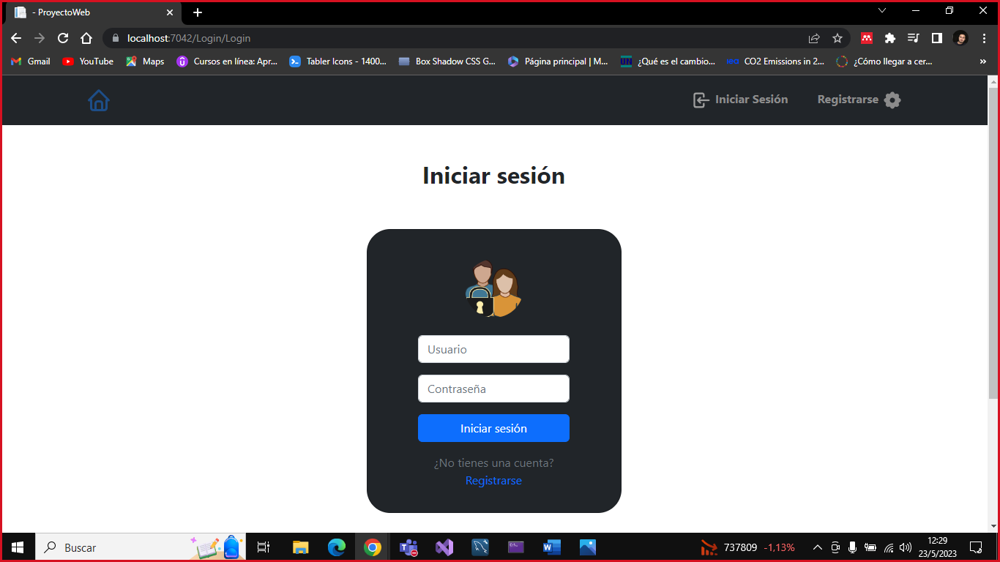 - ProyectoWeb
localhost:7042/Login/Login
Gmail YouTube Maps Cursos en línea: Apr... Tabler Icons - 1400... Box Shadow CSS G... Página principal | M... UN ¿Qué es el cambio... CO2 Emissions in 2... ¿Cómo llegar a cer...
Iniciar Sesión Registrarse
Iniciar sesión
Usuario
Contraseña
Iniciar sesión
¿No tienes una cuenta?
Registrarse
Buscar
737809 -1,13%
12:29
23/5/2023